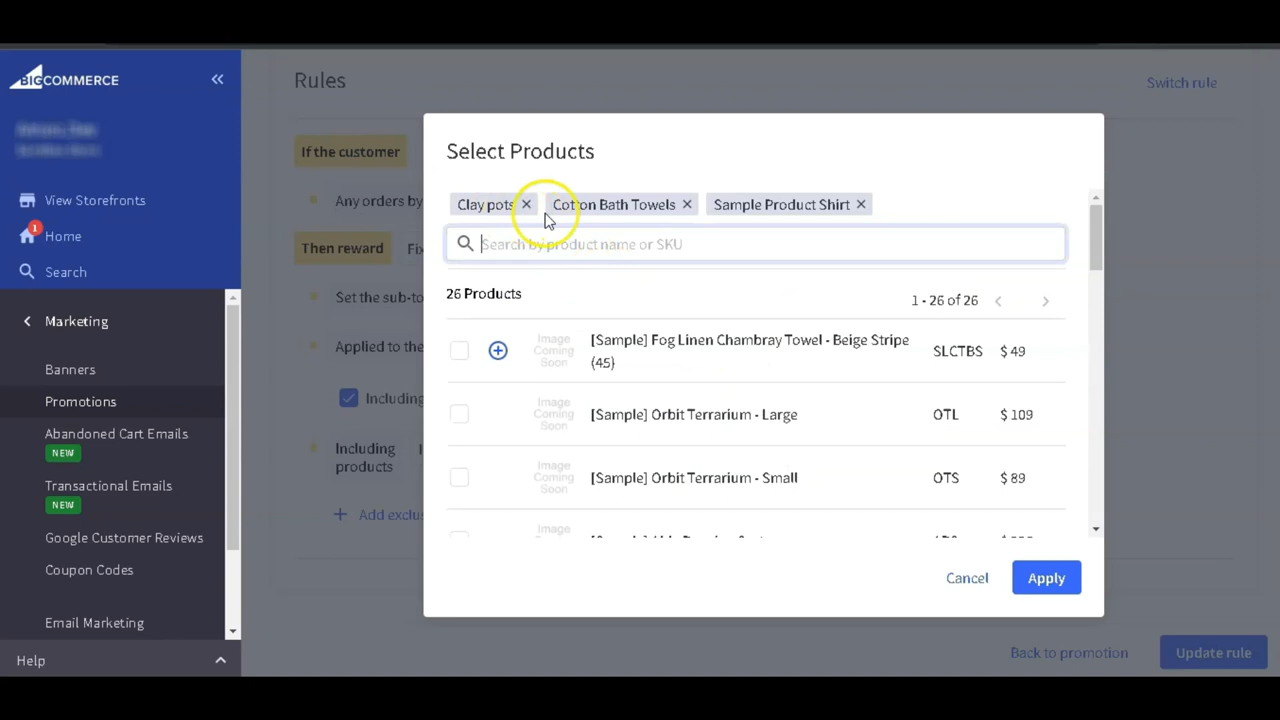 BIGCOMMERCE
View Storefronts
1
Home
Search
Marketing
Banners
Promotions
Abandoned Cart Emails
NEW
Transactional Emails
NEW
Google Customer Reviews
Coupon Codes
Email Marketing
Help
Rules
Switch rule
If the customer
Any orders by
Then reward
Set the sub-to
Applied to the
Including
Including
products
Add exclu
Select Products
Clay pots
Cotton Bath Towels
Sample Product Shirt
Search by product name or SKU
26 Products
1 - 26 of 26
[Sample] Fog Linen Chambray Towel - Beige Stripe SLCTBS $ 49
(45)
Image
Coming
Soon
[Sample] Orbit Terrarium - Large OTL $ 109
Image
Coming
Soon
[Sample] Orbit Terrarium - Small OTS $ 89
Image
Coming
Soon
Image
Cancel
Apply
Back to promotion
Update rule